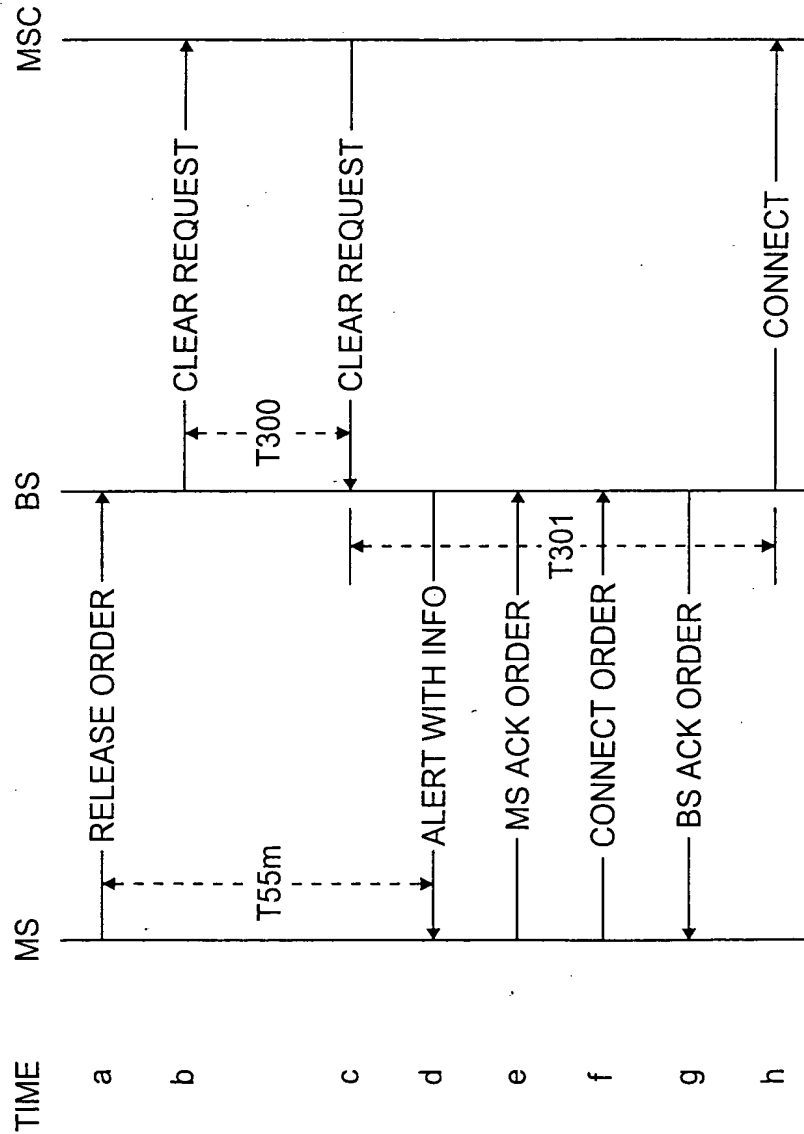 TIME MS BS MSC
a RELEASE ORDER
b CLEAR REQUEST
T55m
T300
c CLEAR REQUEST
d ALERT WITH INFO
e MS ACK ORDER
T301
f CONNECT ORDER
g BS ACK ORDER
h CONNECT